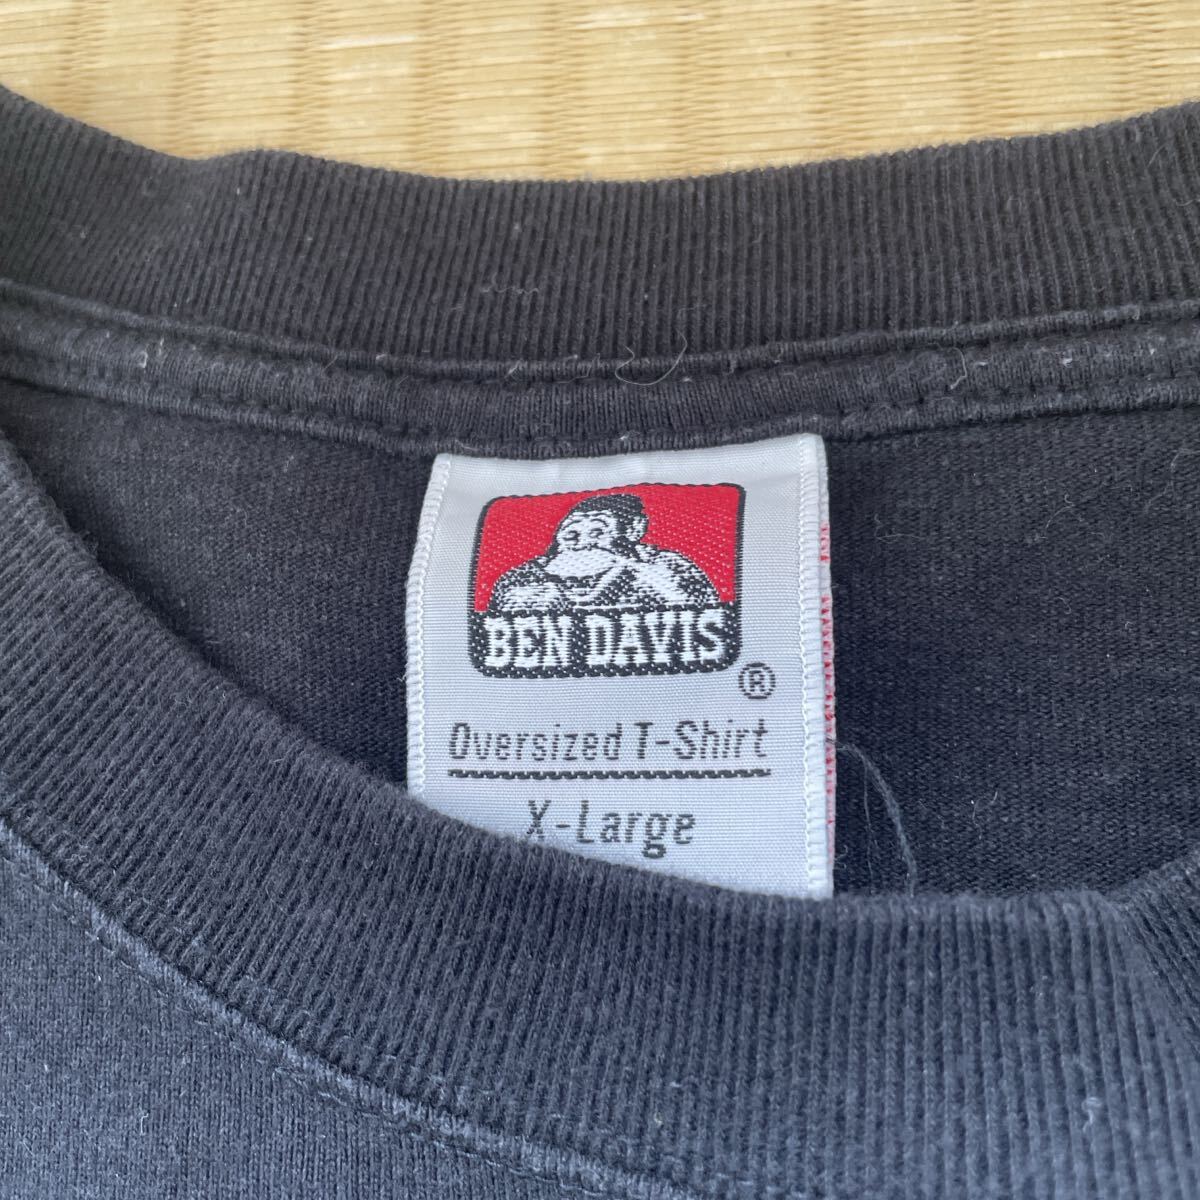 BEN DAVIS
®
Oversized T-Shirt
X-Large